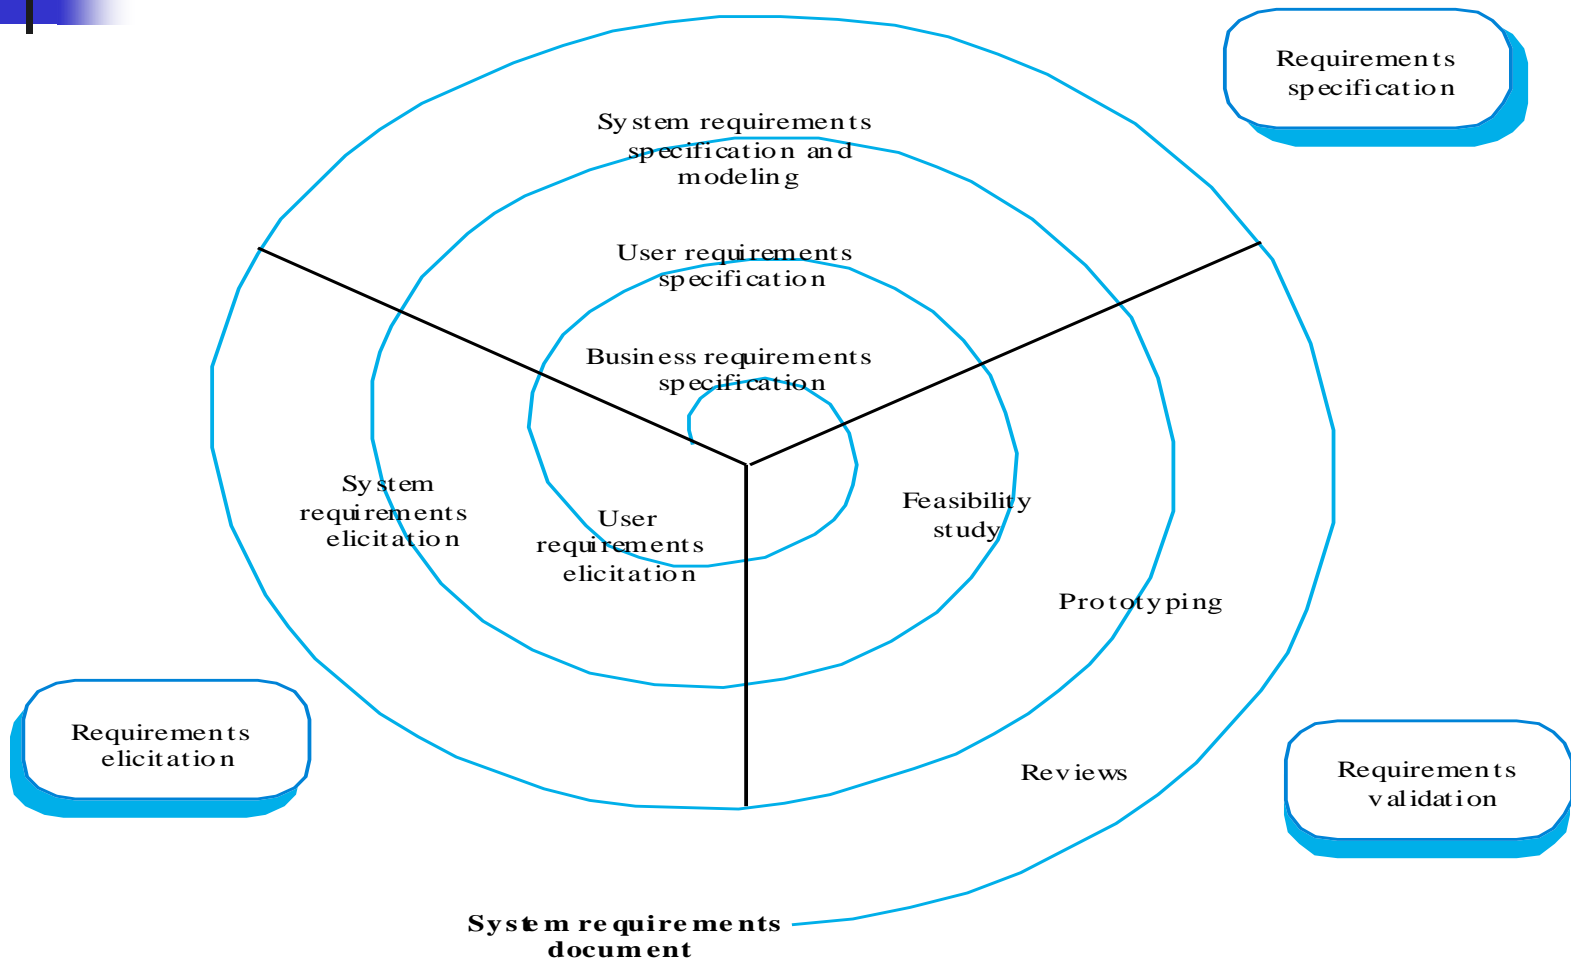 Requirements
specification
System requirements
specification and
modeling
User requirements
specification
Business requirements
specification
System
requirements
elicitation
User
requirements
elicitation
Feasibility
study
Prototyping
Reviews
Requirements
elicitation
Requirements
validation
System requirements
document